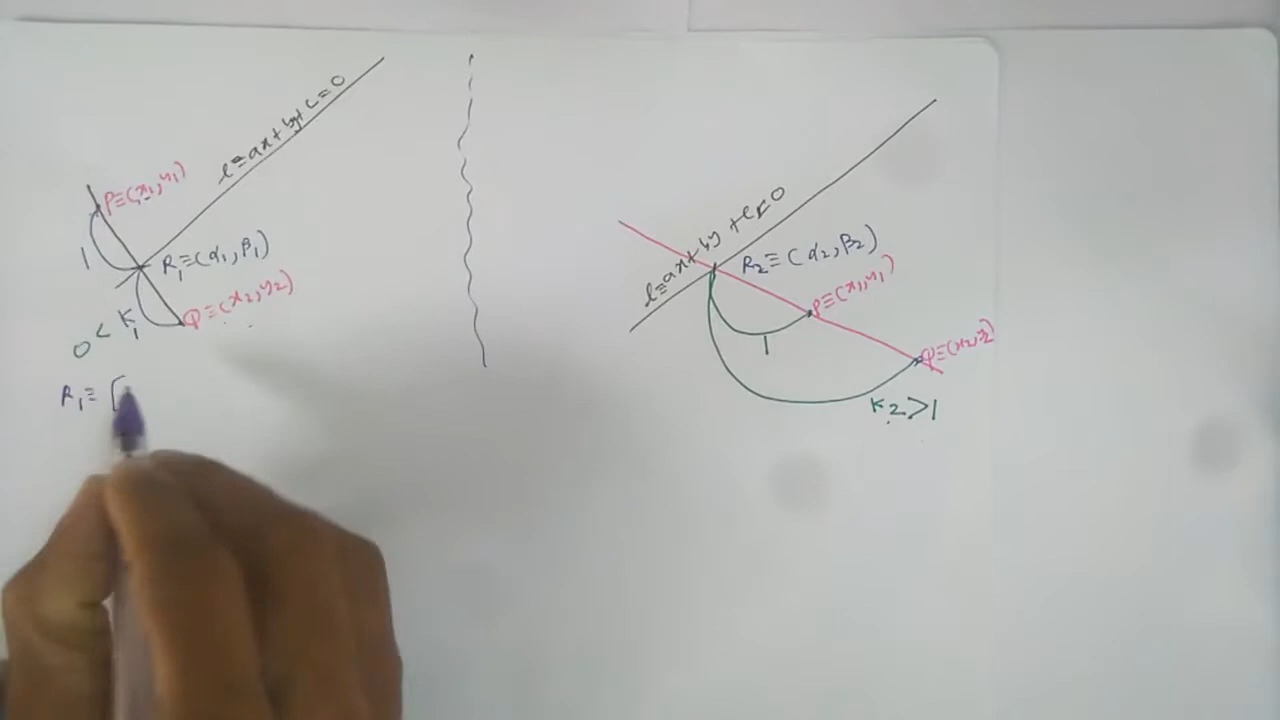 l≡ax+by+c=0
P≡(x₁,y₁)
1
R₁≡(α₁,β₁)
Q≡(x₂,y₂)
0<K₁
R₁≡[
l≡ax+by+c=0
R₂≡(α₂,β₂)
P≡(x₁,y₁)
1
Q≡(x₂,y₂)
K₂>1